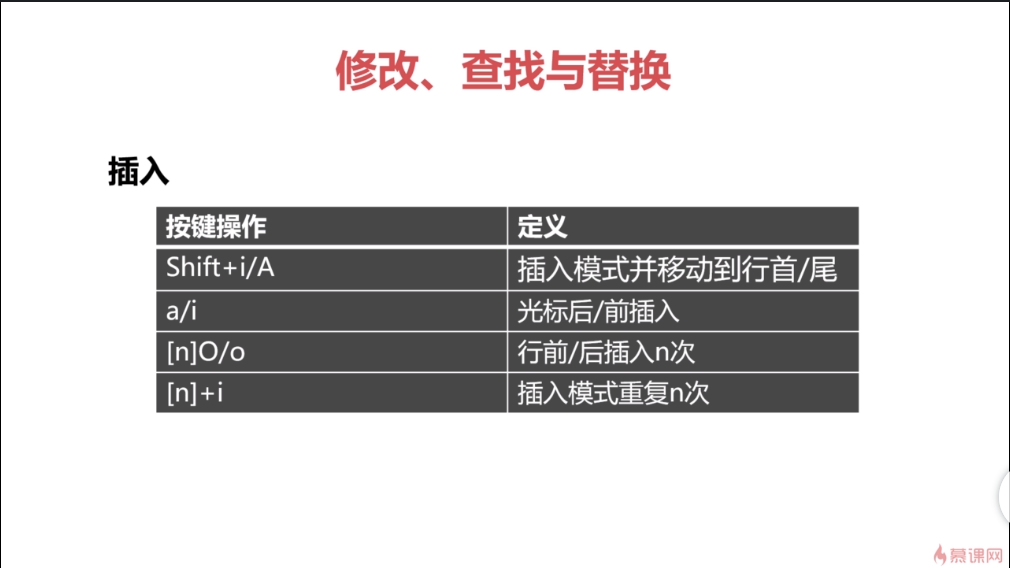 修改、查找与替换
插入
按键操作 定义
Shift+i/A 插入模式并移动到行首/尾
a/i 光标后/前插入
[n]O/o 行前/后插入n次
[n]+i 插入模式重复n次
慕课网